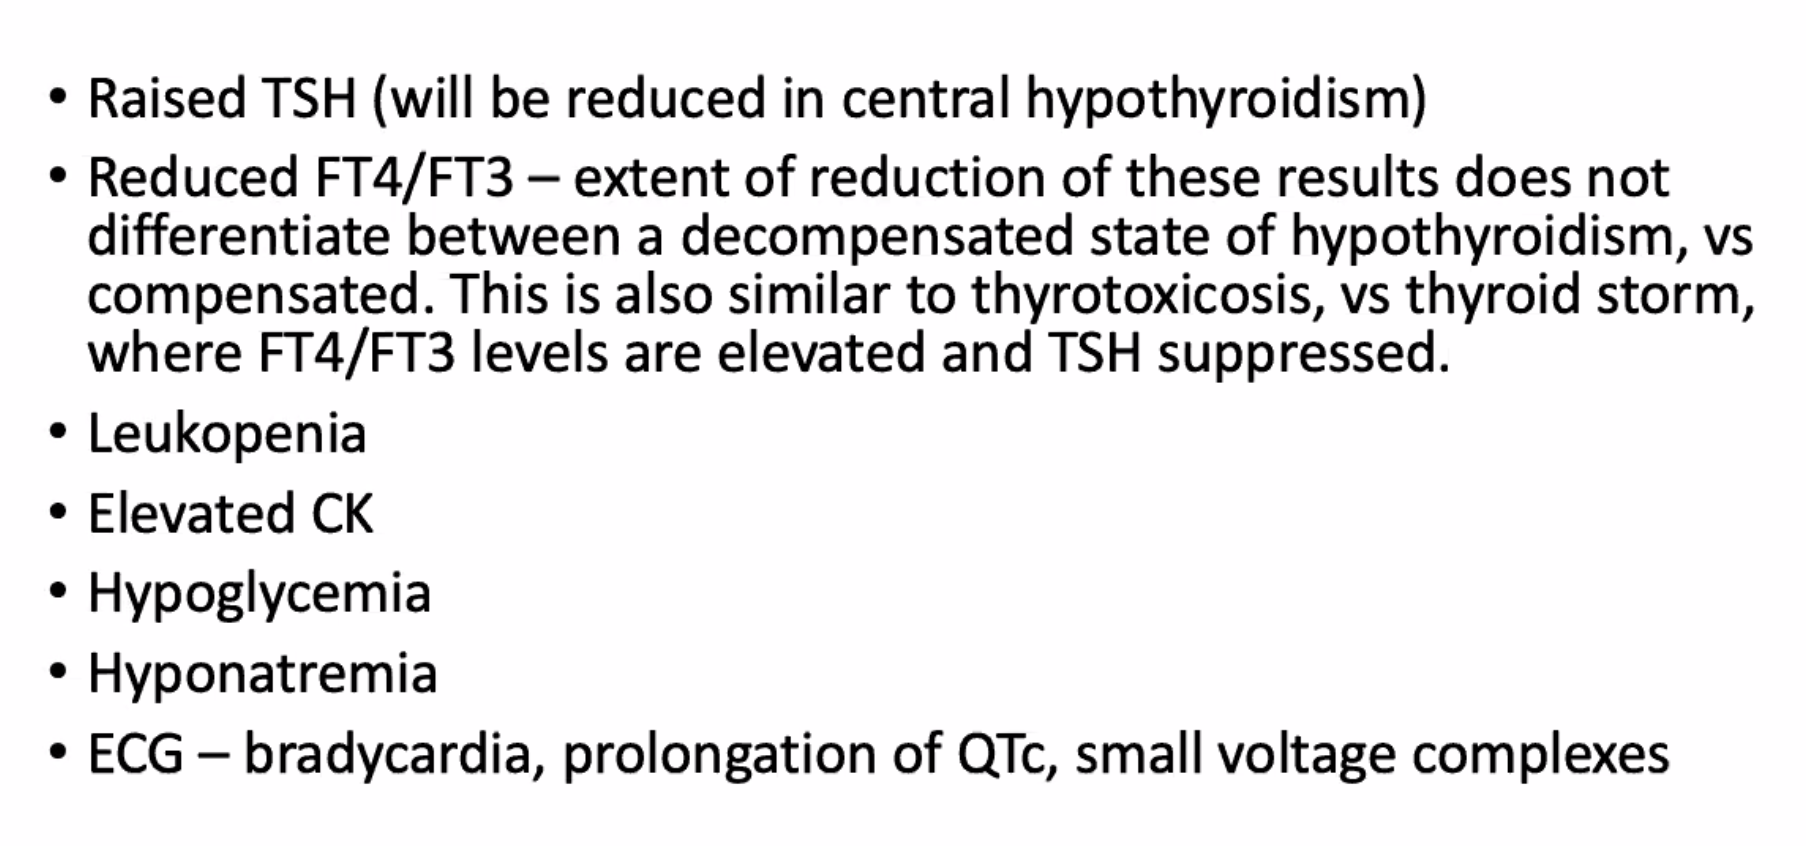 • Raised TSH (will be reduced in central hypothyroidism)
• Reduced FT4/FT3 – extent of reduction of these results does not
differentiate between a decompensated state of hypothyroidism, vs
compensated. This is also similar to thyrotoxicosis, vs thyroid storm,
where FT4/FT3 levels are elevated and TSH suppressed.
• Leukopenia
• Elevated CK
• Hypoglycemia
• Hyponatremia
• ECG – bradycardia, prolongation of QTc, small voltage complexes